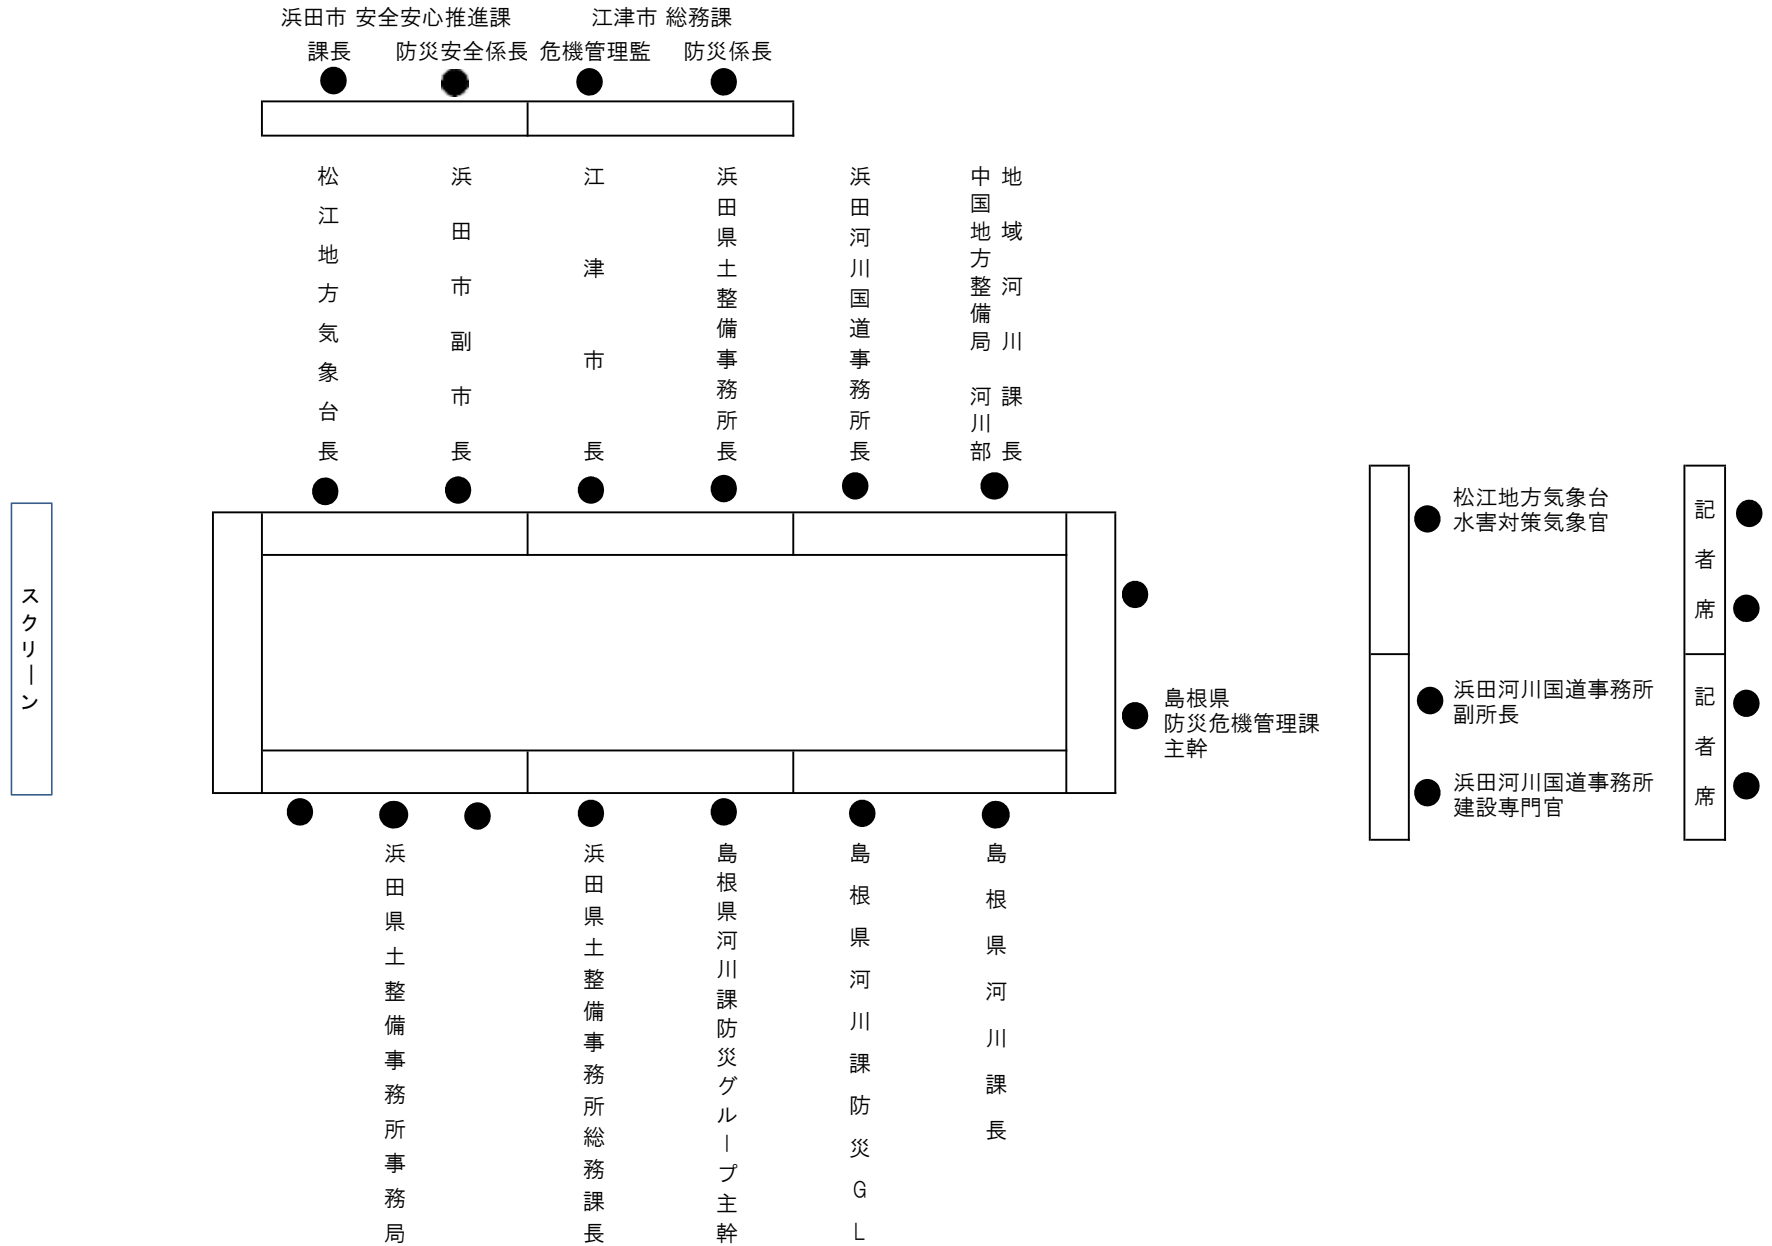 浜田市 安全安心推進課
江津市 総務課
課長
防災安全係長
危機管理監
防災係長
松江地方気象台長
浜田市副市長
江津市長
浜田県土整備事務所長
浜田河川国道事務所長
中国地方整備局 河川部
地域河川課長
スクリーン
島根県
防災危機管理課
主幹
松江地方気象台
水害対策気象官
浜田河川国道事務所
副所長
浜田河川国道事務所
建設専門官
記者席
記者席
浜田県土整備事務所事務局
浜田県土整備事務所総務課長
島根県河川課防災グループ主幹
島根県河川課防災GL
島根県河川課長